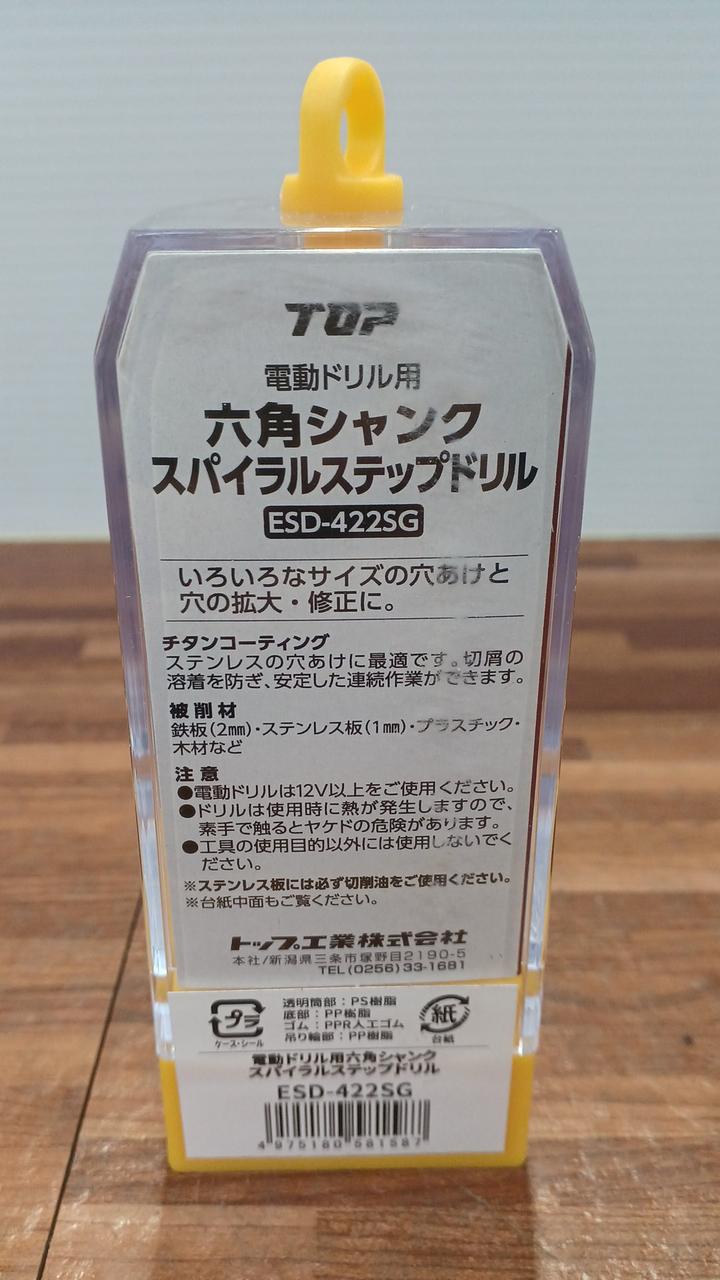 TOP
電動ドリル用
六角シャンク
スパイラルステップドリル
ESD-422SG
いろいろなサイズの穴あけと
穴の拡大・修正に。
チタンコーティング
ステンレスの穴あけに最適です。切屑の
溶着を防ぎ、安定した連続作業ができます。
被削材
鉄板(2㎜)・ステンレス板(1㎜)・プラスチック・
木材など
注意
●電動ドリルは12V以上をご使用ください。
●ドリルは使用時に熱が発生しますので、
素手で触るとヤケドの危険があります。
●工具の使用目的以外には使用しないでく
ださい。
※ステンレス板には必ず切削油をご使用ください。
※台紙中面もご覧ください。
トップ工業株式会社
本社/新潟県三条市塚野目2190-5
TEL(0256)33-1681
プラ
ケース・シール
透明筒部:PS樹脂
底部:PP樹脂
ゴム:PPR人工ゴム
吊り輪部:PP樹脂
紙
台紙
電動ドリル用六角シャンク
スパイラルステップドリル
ESD-422SG
4975180581587